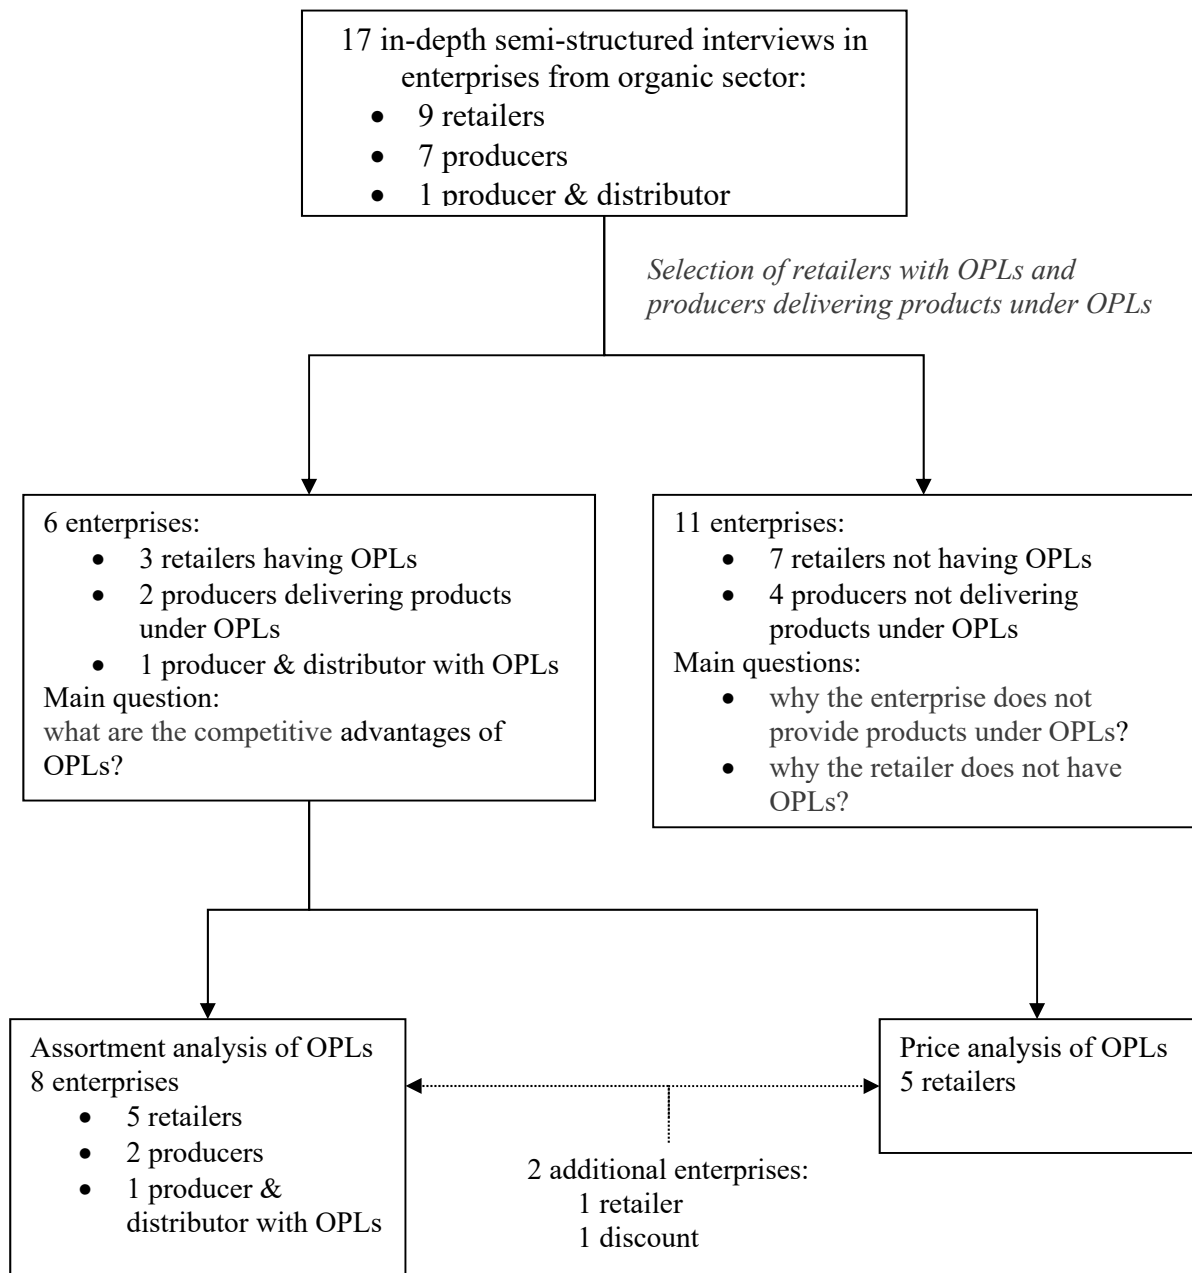 17 in-depth semi-structured interviews in
enterprises from organic sector:
• 9 retailers
• 7 producers
• 1 producer & distributor
Selection of retailers with OPLs and
producers delivering products under OPLs
6 enterprises:
• 3 retailers having OPLs
• 2 producers delivering products
under OPLs
• 1 producer & distributor with OPLs
Main question:
what are the competitive advantages of
OPLs?
11 enterprises:
• 7 retailers not having OPLs
• 4 producers not delivering
products under OPLs
Main questions:
• why the enterprise does not
provide products under OPLs?
• why the retailer does not have
OPLs?
Assortment analysis of OPLs
8 enterprises
• 5 retailers
• 2 producers
• 1 producer &
distributor with OPLs
2 additional enterprises:
1 retailer
1 discount
Price analysis of OPLs
5 retailers